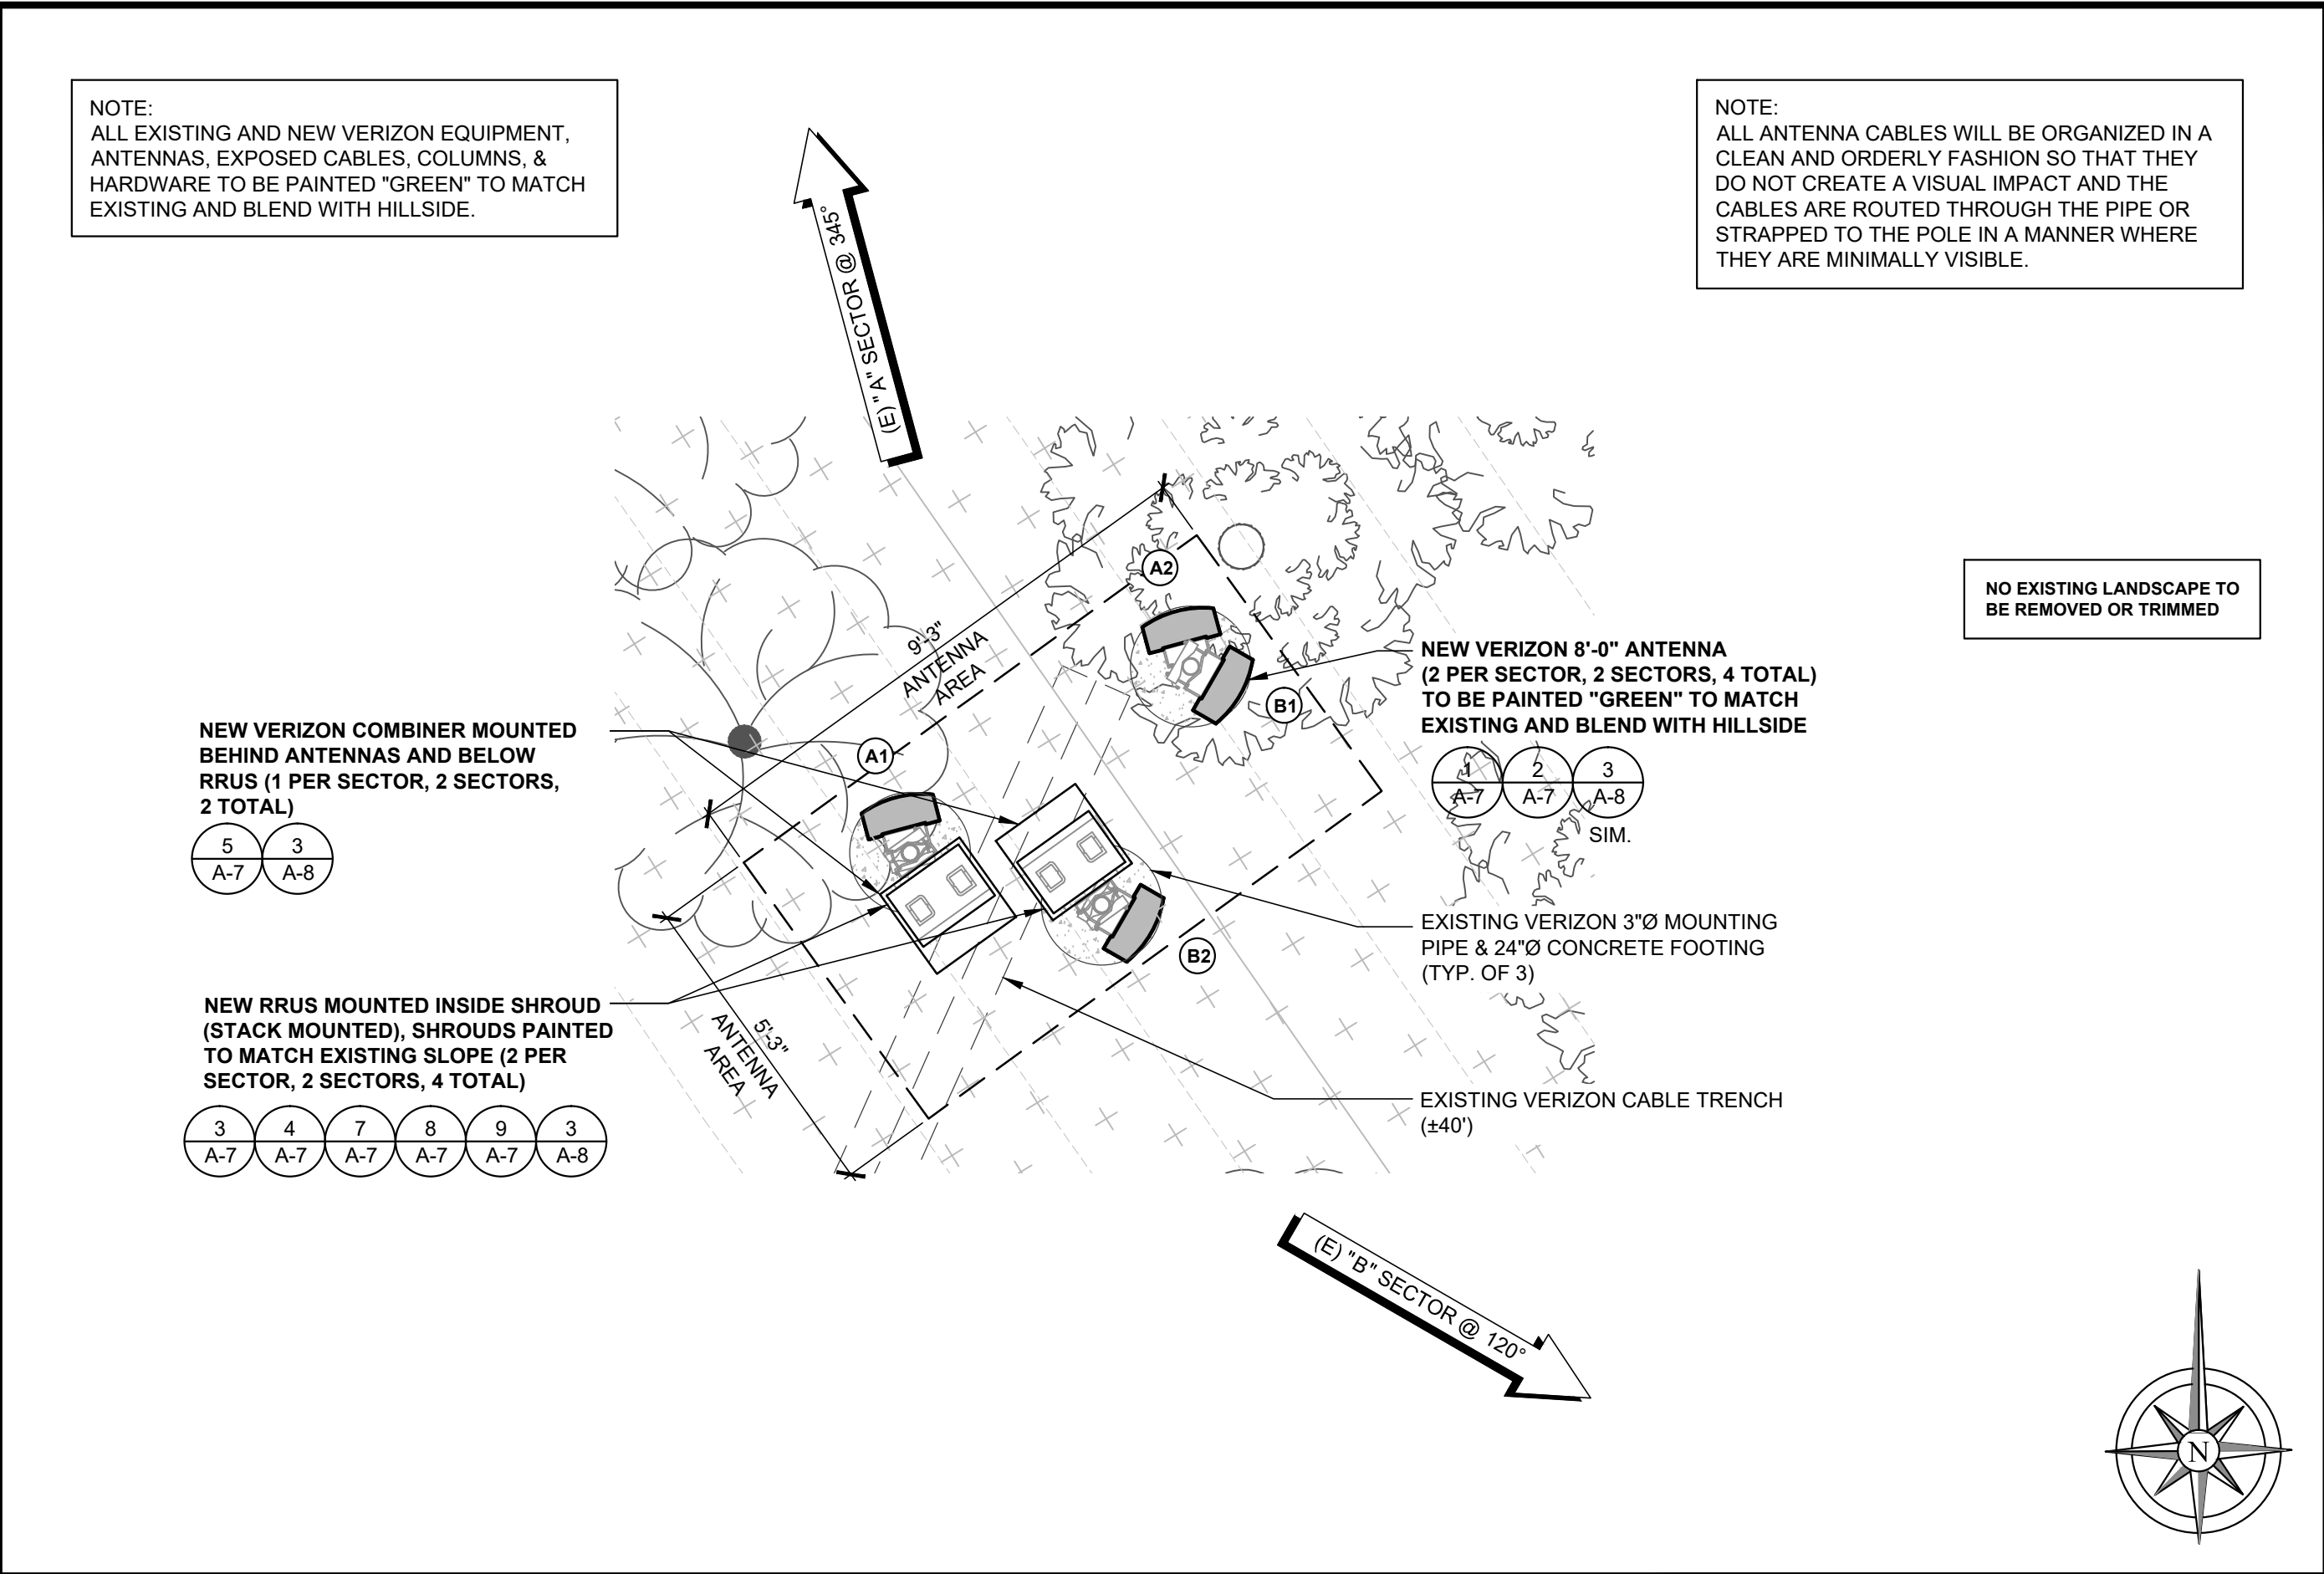 NOTE:
ALL EXISTING AND NEW VERIZON EQUIPMENT,
ANTENNAS, EXPOSED CABLES, COLUMNS, &
HARDWARE TO BE PAINTED "GREEN" TO MATCH
EXISTING AND BLEND WITH HILLSIDE.
NOTE:
ALL ANTENNA CABLES WILL BE ORGANIZED IN A
CLEAN AND ORDERLY FASHION SO THAT THEY
DO NOT CREATE A VISUAL IMPACT AND THE
CABLES ARE ROUTED THROUGH THE PIPE OR
STRAPPED TO THE POLE IN A MANNER WHERE
THEY ARE MINIMALLY VISIBLE.
(E) "A" SECTOR @ 345°
NO EXISTING LANDSCAPE TO
BE REMOVED OR TRIMMED
A2
9'-3"
ANTENNA
AREA
NEW VERIZON 8'-0" ANTENNA
(2 PER SECTOR, 2 SECTORS, 4 TOTAL)
TO BE PAINTED "GREEN" TO MATCH
EXISTING AND BLEND WITH HILLSIDE
1 2 3
A-7 A-7 A-8
SIM.
B1
A1
NEW VERIZON COMBINER MOUNTED
BEHIND ANTENNAS AND BELOW
RRUS (1 PER SECTOR, 2 SECTORS,
2 TOTAL)
5 3
A-7 A-8
EXISTING VERIZON 3"Ø MOUNTING
PIPE & 24"Ø CONCRETE FOOTING
(TYP. OF 3)
B2
NEW RRUS MOUNTED INSIDE SHROUD
(STACK MOUNTED), SHROUDS PAINTED
TO MATCH EXISTING SLOPE (2 PER
SECTOR, 2 SECTORS, 4 TOTAL)
3 4 7 8 9 3
A-7 A-7 A-7 A-7 A-7 A-8
5'-3"
ANTENNA
AREA
EXISTING VERIZON CABLE TRENCH
(±40')
(E) "B" SECTOR @ 120°
N